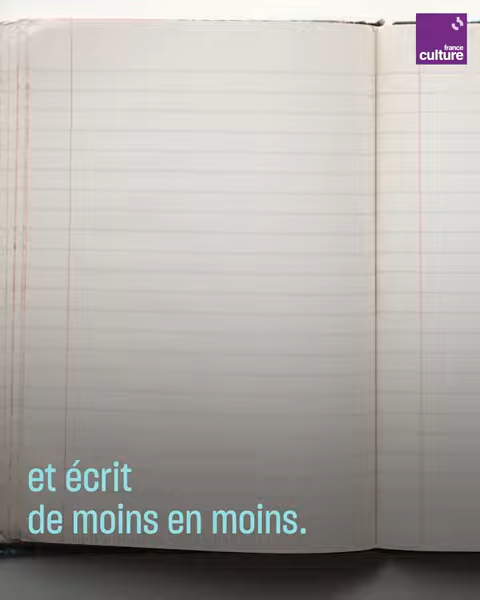 france
culture
et écrit
de moins en moins.